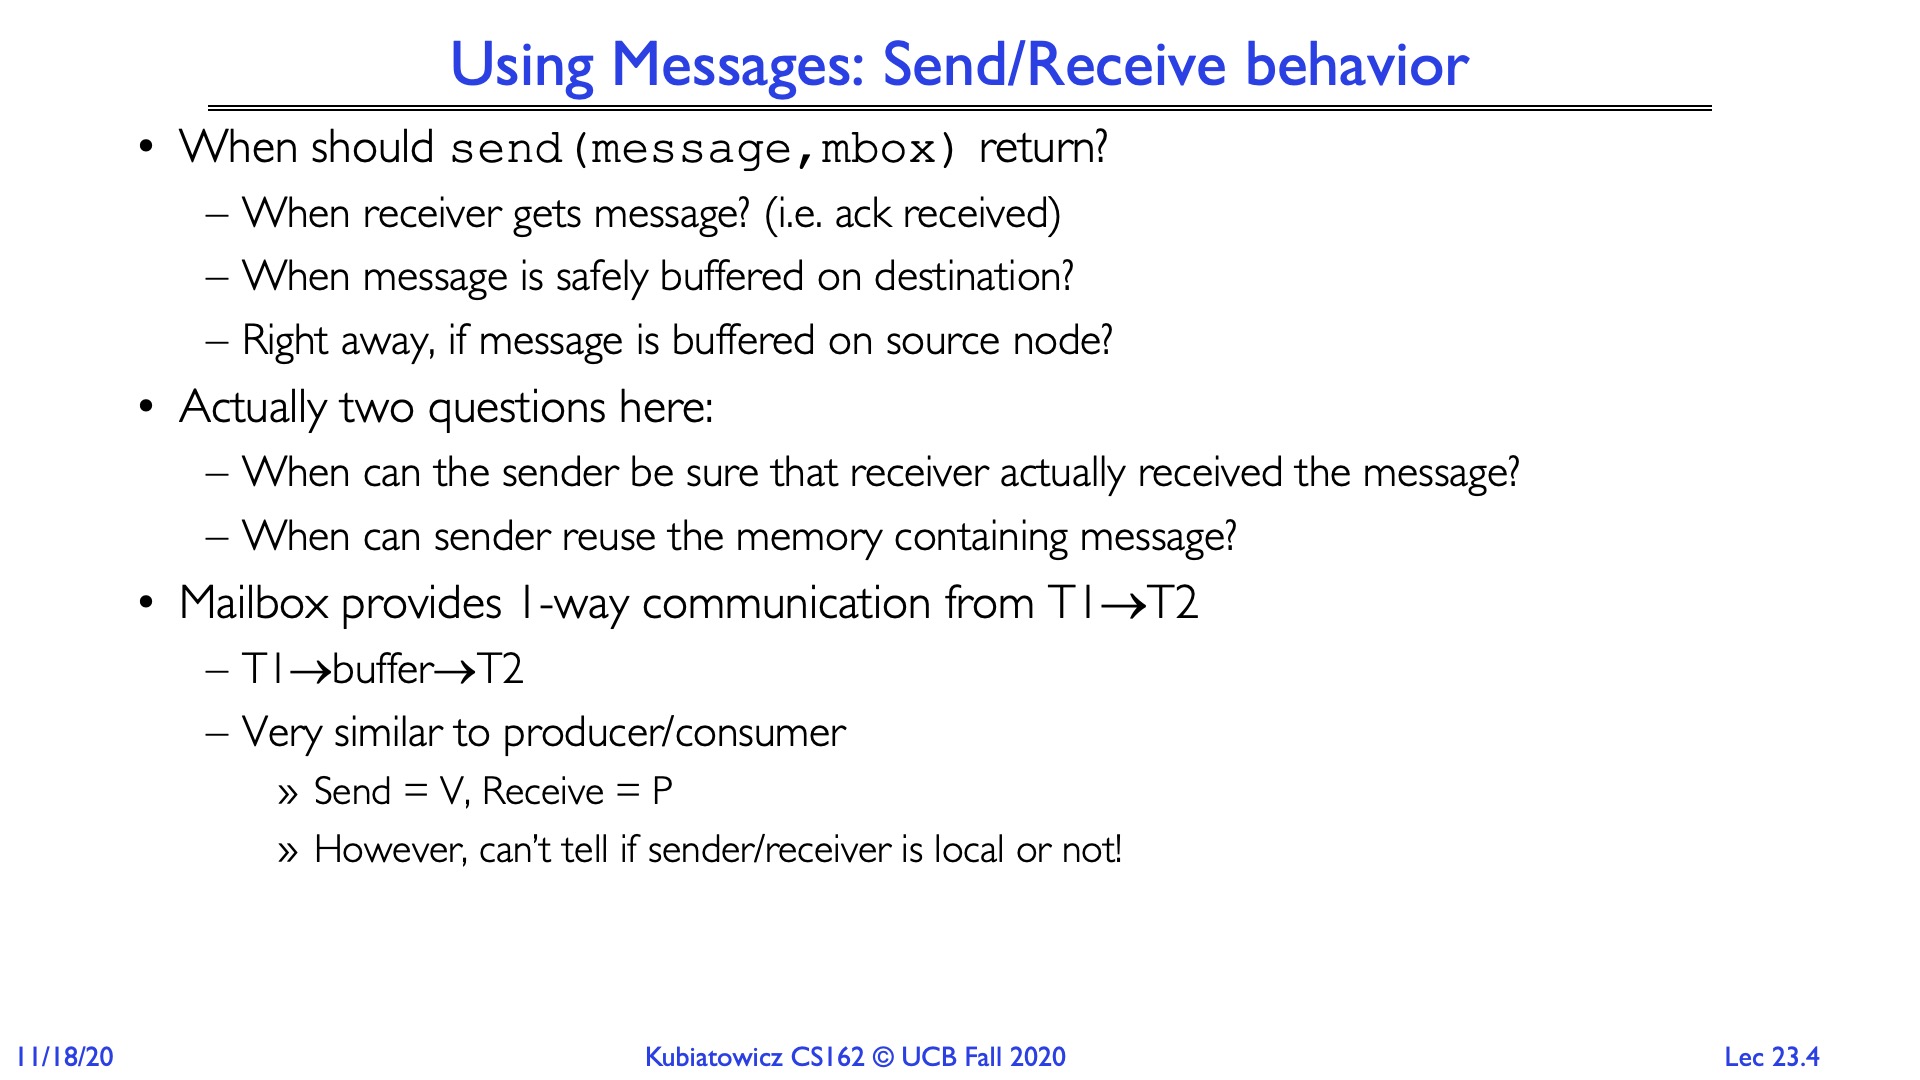 Using Messages: Send/Receive behavior
• When should send(message,mbox) return?
– When receiver gets message? (i.e. ack received)
– When message is safely buffered on destination?
– Right away, if message is buffered on source node?
• Actually two questions here:
– When can the sender be sure that receiver actually received the message?
– When can sender reuse the memory containing message?
• Mailbox provides 1-way communication from T1→T2
– T1→buffer→T2
– Very similar to producer/consumer
» Send = V, Receive = P
» However, can’t tell if sender/receiver is local or not!
11/18/20 Kubiatowicz CS162 © UCB Fall 2020 Lec 23.4